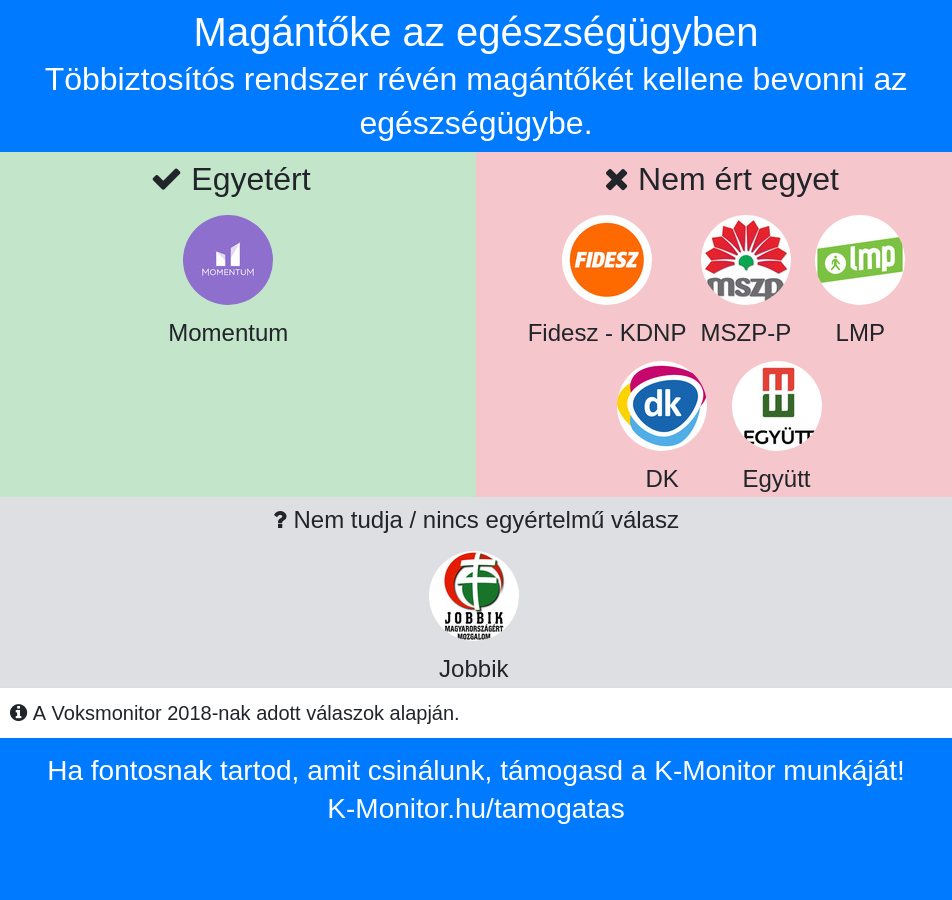 Magántőke az egészségügyben
Többiztosítós rendszer révén magántőkét kellene bevonni az
egészségügybe.
Egyetért
MOMENTUM
Momentum
Nem ért egyet
FIDESZ
mszp
lmp
Fidesz - KDNP
MSZP-P
LMP
dk
EGYÜTT
DK
Együtt
? Nem tudja / nincs egyértelmű válasz
JOBBIK
MAGYARORSZÁGÉRT
MOZGALOM
Jobbik
A Voksmonitor 2018-nak adott válaszok alapján.
Ha fontosnak tartod, amit csinálunk, támogasd a K-Monitor munkáját!
K-Monitor.hu/tamogatas